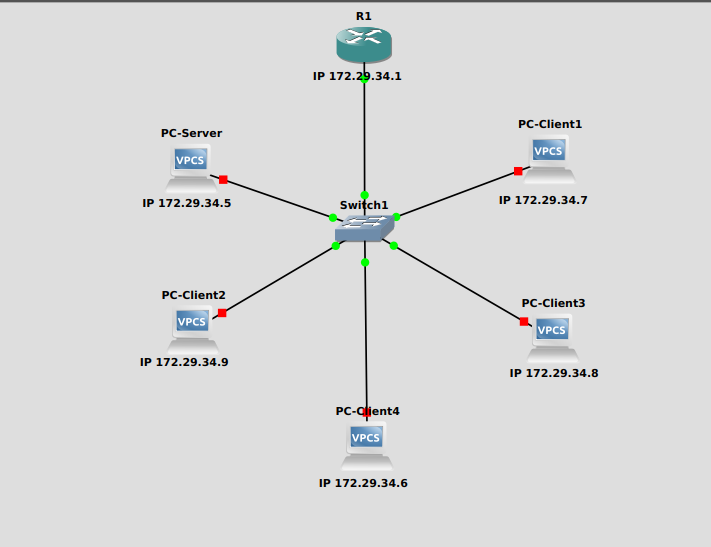 R1
IP 172.29.34.1
PC-Server
VPCS
IP 172.29.34.5
PC-Client1
VPCS
IP 172.29.34.7
Switch1
PC-Client2
VPCS
IP 172.29.34.9
PC-Client3
VPCS
IP 172.29.34.8
PC-Client4
VPCS
IP 172.29.34.6